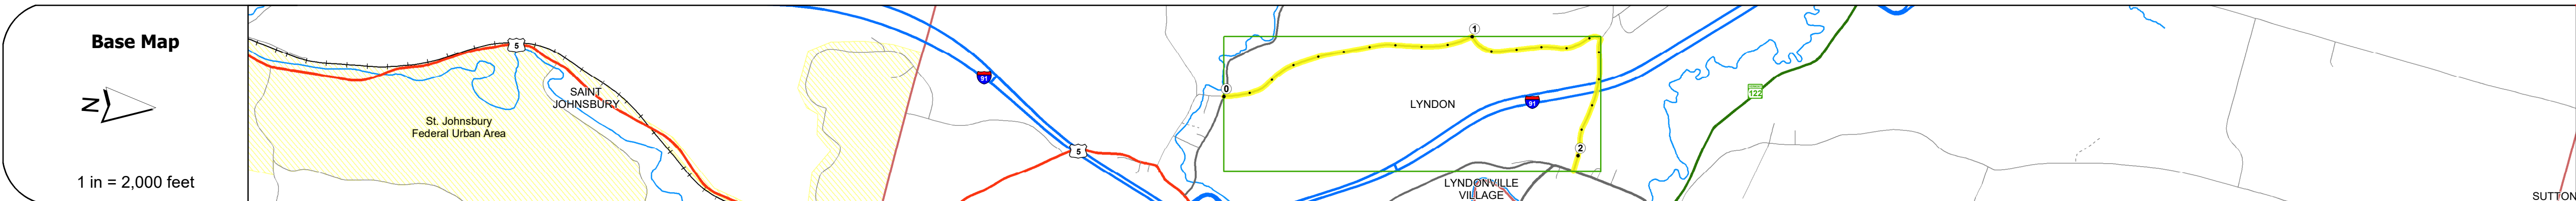 Base Map
N
1 in = 2,000 feet
5
SAINT
JOHNSBURY
St. Johnsbury
Federal Urban Area
91
5
0
1
LYNDON
91
2
LYNDONVILLE
VILLAGE
122
SUTTON